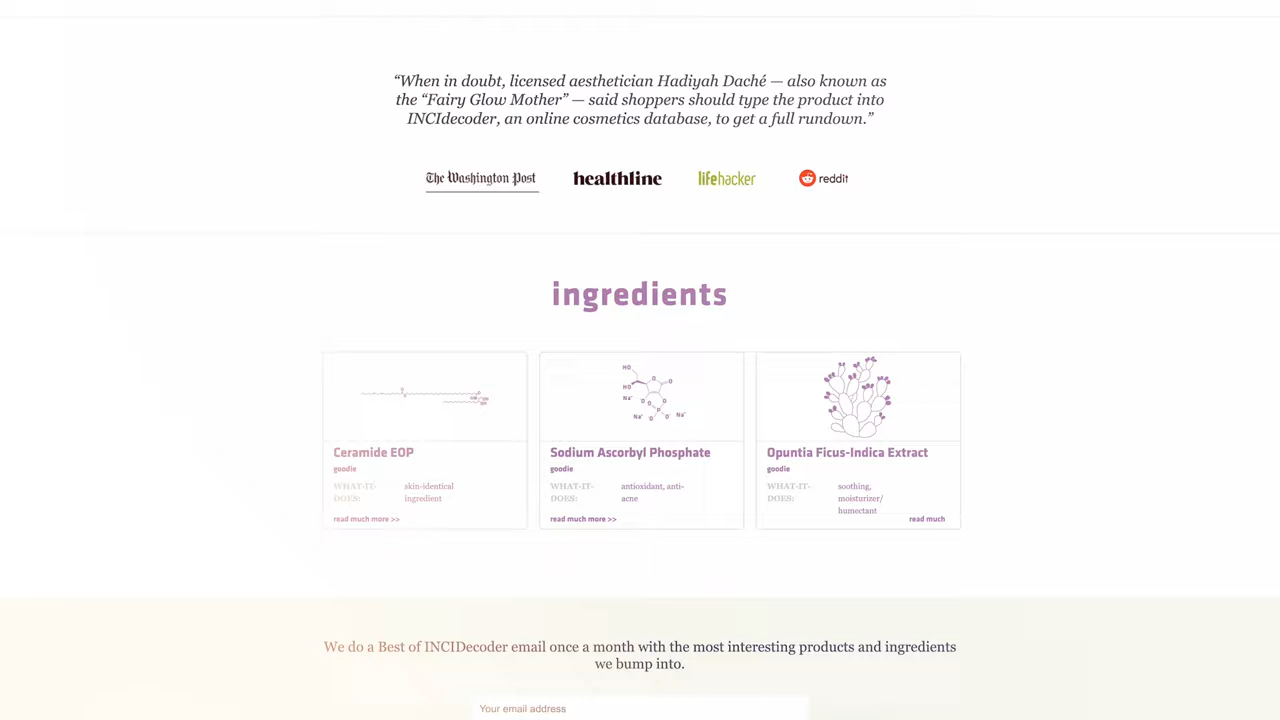 “When in doubt, licensed aesthetician Hadiyah Daché — also known as
the “Fairy Glow Mother” — said shoppers should type the product into
INCIdecoder, an online cosmetics database, to get a full rundown.”
The Washington Post
healthline
lifehacker
reddit
ingredients
Ceramide EOP
goodie
WHAT-IT-
DOES:
skin-identical
ingredient
read much more >>
HO
HO
O
O
Na⁺
⁻O
O
O
P
Na⁺
O⁻
O⁻
Na⁺
Sodium Ascorbyl Phosphate
goodie
WHAT-IT-
DOES:
antioxidant, anti-
acne
read much more >>
Opuntia Ficus-Indica Extract
goodie
WHAT-IT-
DOES:
soothing,
moisturizer/
humectant
read much
We do a Best of INCIDecoder email once a month with the most interesting products and ingredients
we bump into.
Your email address